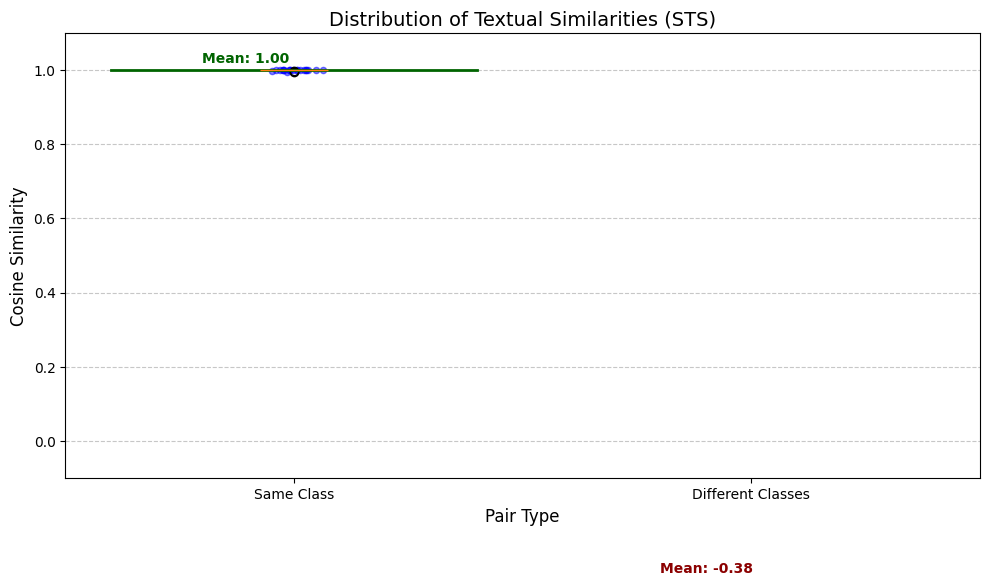 Distribution of Textual Similarities (STS)
Mean: 1.00
1.0
0.8
0.6
0.4
0.2
0.0
Cosine Similarity
Same Class
Different Classes
Pair Type
Mean: -0.38